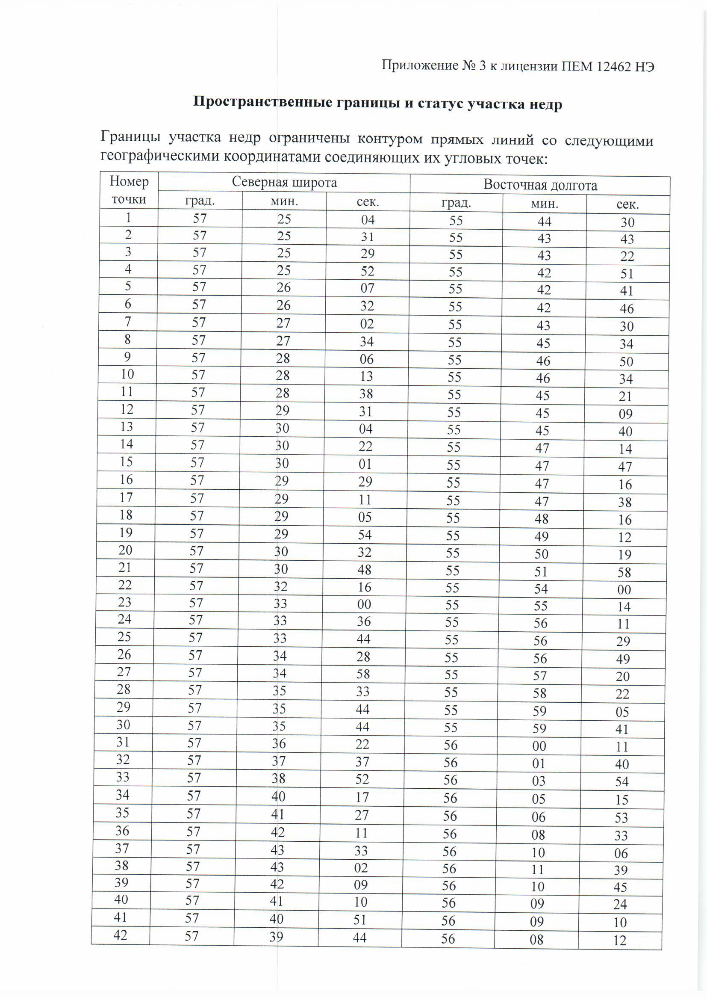 Приложение № 3 к лицензии ПЕМ 12462 НЭ
Пространственные границы и статус участка недр
Границы участка недр ограничены контуром прямых линий со следующими
географическими координатами соединяющих их угловых точек:
Номер точки Северная широта Восточная долгота
град. мин. сек. град. мин. сек.
1 57 25 04 55 44 30
2 57 25 31 55 43 43
3 57 25 29 55 43 22
4 57 25 52 55 42 51
5 57 26 07 55 42 41
6 57 26 32 55 42 46
7 57 27 02 55 43 30
8 57 27 34 55 45 34
9 57 28 06 55 46 50
10 57 28 13 55 46 34
11 57 28 38 55 45 21
12 57 29 31 55 45 09
13 57 30 04 55 45 40
14 57 30 22 55 47 14
15 57 30 01 55 47 47
16 57 29 29 55 47 16
17 57 29 11 55 47 38
18 57 29 05 55 48 16
19 57 29 54 55 49 12
20 57 30 32 55 50 19
21 57 30 48 55 51 58
22 57 32 16 55 54 00
23 57 33 00 55 55 14
24 57 33 36 55 56 11
25 57 33 44 55 56 29
26 57 34 28 55 56 49
27 57 34 58 55 57 20
28 57 35 33 55 58 22
29 57 35 44 55 59 05
30 57 35 44 55 59 41
31 57 36 22 56 00 11
32 57 37 37 56 01 40
33 57 38 52 56 03 54
34 57 40 17 56 05 15
35 57 41 27 56 06 53
36 57 42 11 56 08 33
37 57 43 33 56 10 06
38 57 43 02 56 11 39
39 57 42 09 56 10 45
40 57 41 10 56 09 24
41 57 40 51 56 09 10
42 57 39 44 56 08 12